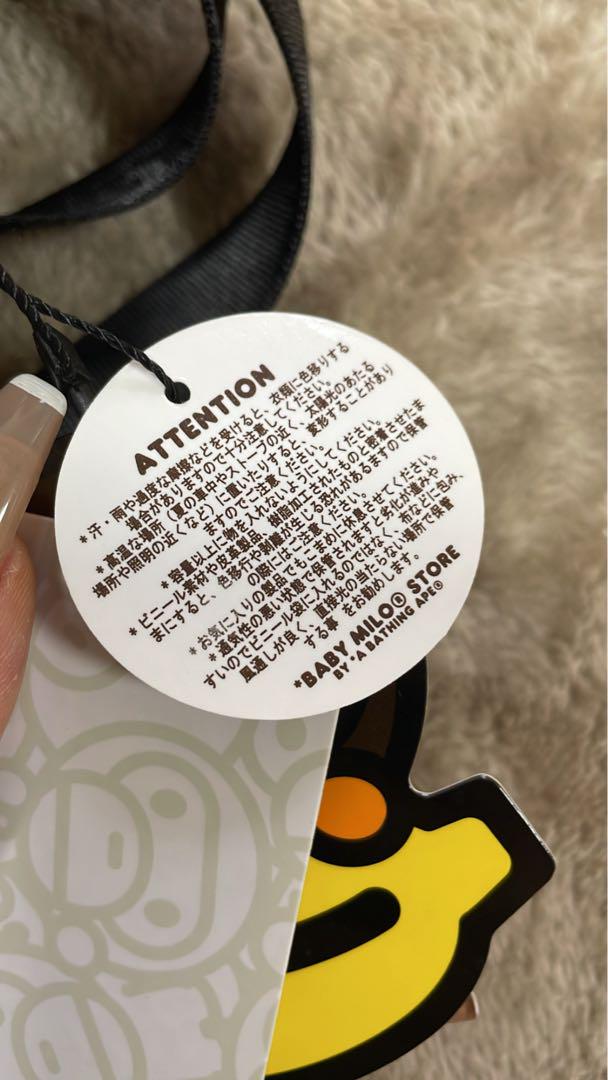 ATTENTION
*汗・雨や過度な摩擦などを受けると、衣類に色移りする
場合がありますので十分注意してください。
*高温な場所（夏の車内やストーブの近く、太陽光のあたる
場所や照明の近くなど）に置いたりすると、変形することがあり
ますのでご注意ください。
*容量以上に物を入れないようにしてください。
*ビニール素材や皮革製品、樹脂加工されたものと密着させたま
まにすると、色移行や剥離が生じる恐れがあるますので保管
の際にはご注意ください。
*お気に入りの製品でもこまめに休息させてください。
*通気性の悪い状態で保管されますと劣化が進みや
すいのでビニール袋に入れるのではなく、布などに包み、
風通しが良く、直接光の当たらない場所で保管
する事 をお勧めします。
*BABY MILO® STORE
BY *A BATHING APE®